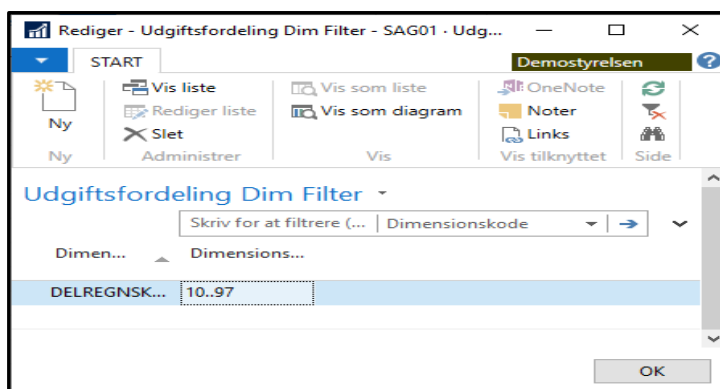 Rediger - Udgiftsfordeling Dim Filter - SAG01 · Udg...
START
Demostyrelsen
Ny
Vis liste
Rediger liste
Slet
Vis som liste
Vis som diagram
OneNote
Noter
Links
Ny
Administrer
Vis
Vis tilknyttet
Side
Udgiftsfordeling Dim Filter
Skriv for at filtrere (... Dimensionskode
Dimen... Dimensions...
DELREGNSK... 10..97
OK